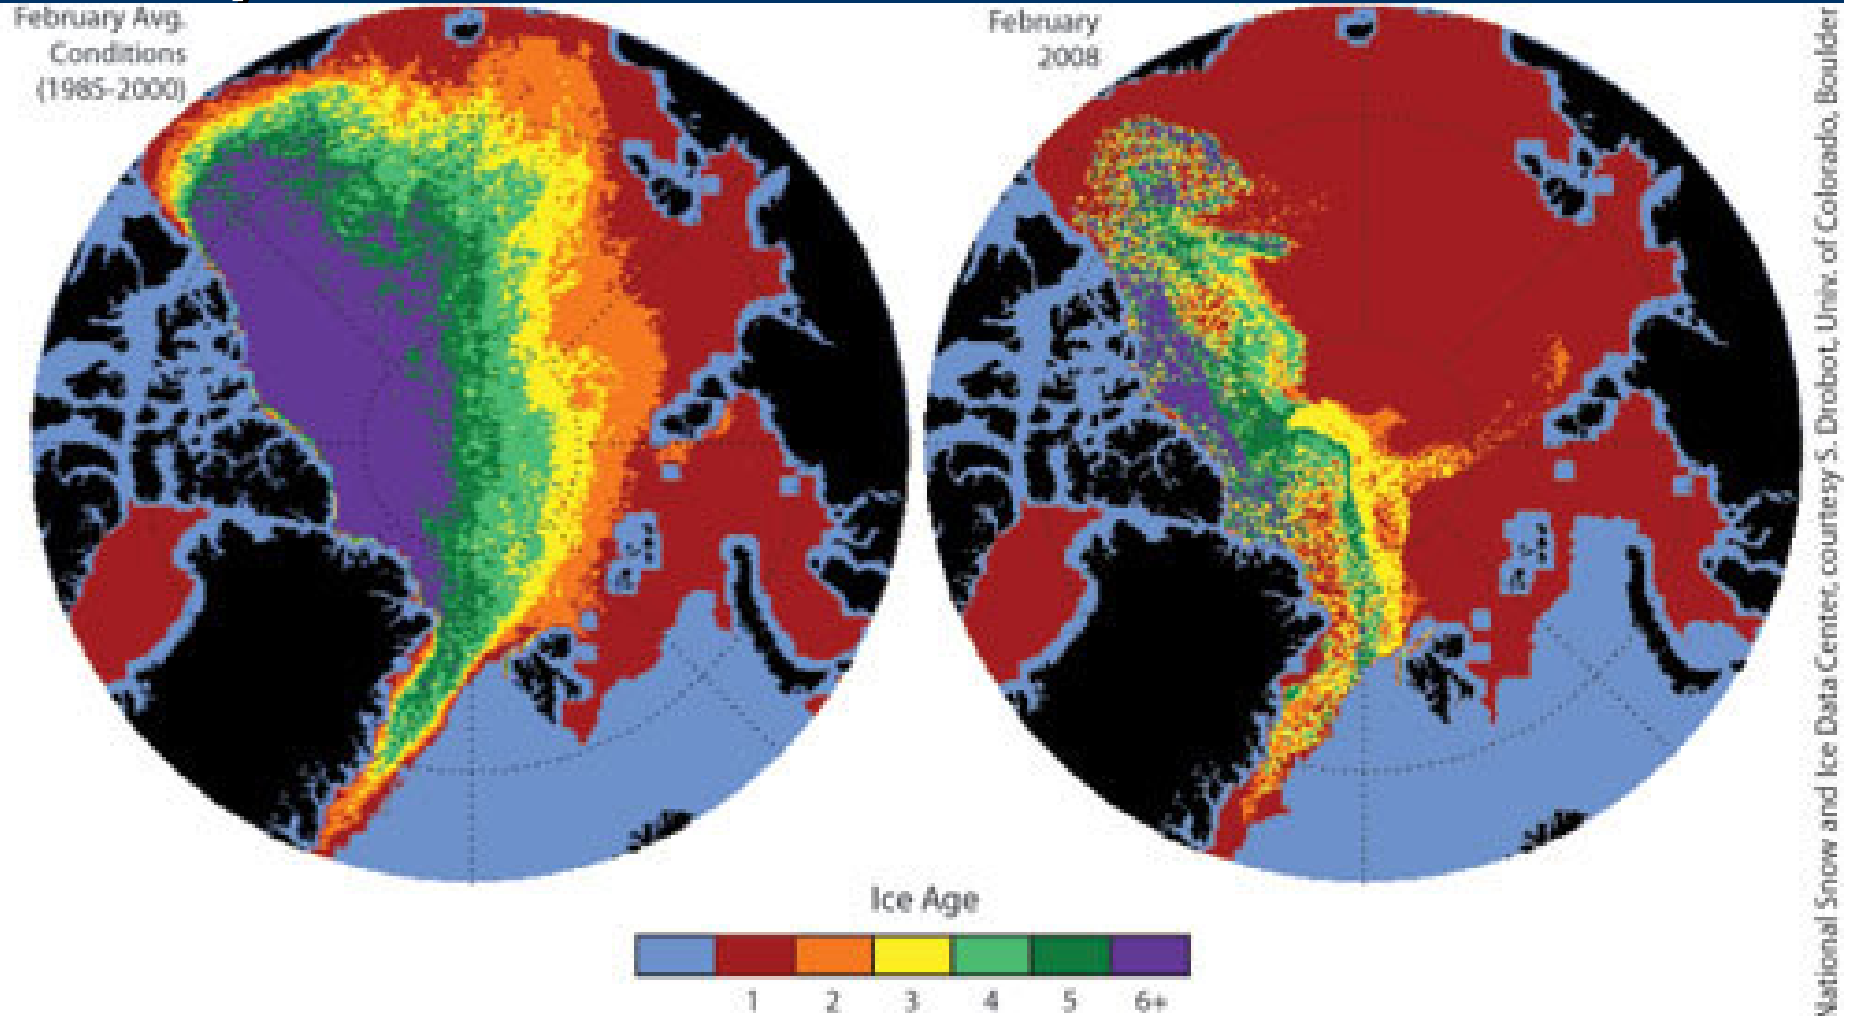 February Avg.
Conditions
(1985-2000)
February
2008
National Snow and Ice Data Center, courtesy S. Drobot, Univ. of Colorado, Boulder
Ice Age
1 2 3 4 5 6+